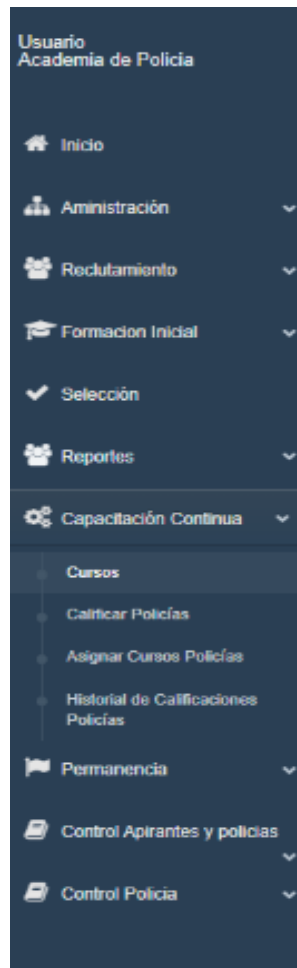 Usuario
Academia de Policia
Inicio
Aministración
Reclutamiento
Formacion Inicial
Selección
Reportes
Capacitación Continua
Cursos
Calificar Policías
Asignar Cursos Policías
Historial de Calificaciones
Policías
Permanencia
Control Apirantes y policias
Control Policia